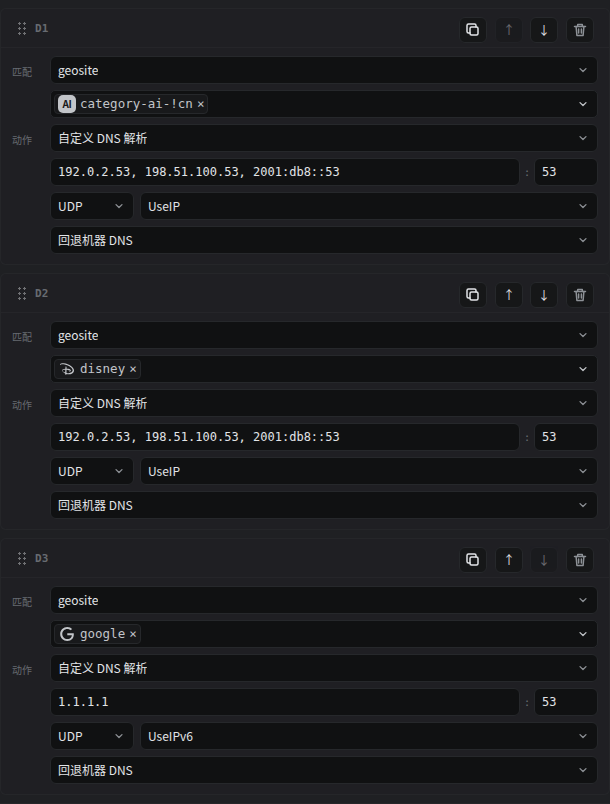 D1
匹配
geosite
AI category-ai-!cn ×
动作
自定义 DNS 解析
192.0.2.53, 198.51.100.53, 2001:db8::53 : 53
UDP UseIP
回退机器 DNS
D2
匹配
geosite
disney ×
动作
自定义 DNS 解析
192.0.2.53, 198.51.100.53, 2001:db8::53 : 53
UDP UseIP
回退机器 DNS
D3
匹配
geosite
google ×
动作
自定义 DNS 解析
1.1.1.1 : 53
UDP UseIPv6
回退机器 DNS